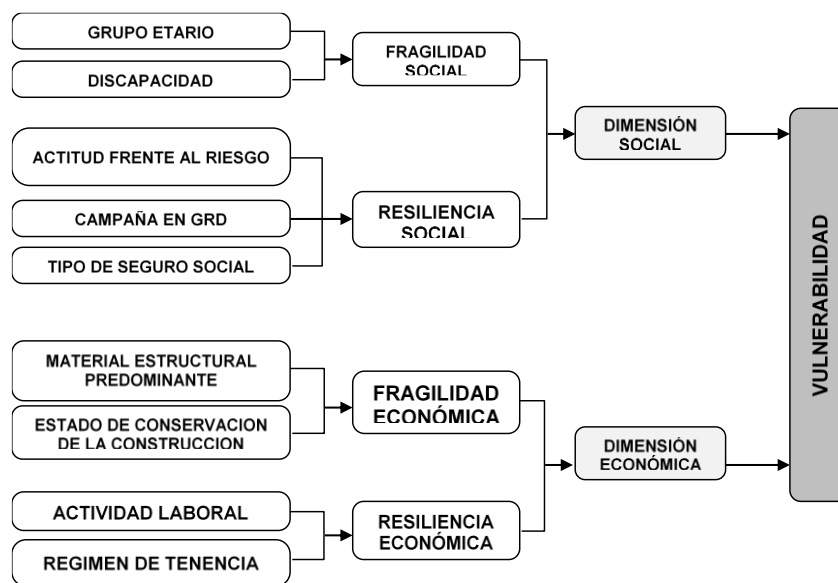 GRUPO ETARIO
DISCAPACIDAD
FRAGILIDAD
SOCIAL
ACTITUD FRENTE AL RIESGO
CAMPAÑA EN GRD
TIPO DE SEGURO SOCIAL
RESILIENCIA
SOCIAL
DIMENSIÓN
SOCIAL
MATERIAL ESTRUCTURAL
PREDOMINANTE
ESTADO DE CONSERVACION
DE LA CONSTRUCCION
FRAGILIDAD
ECONÓMICA
ACTIVIDAD LABORAL
REGIMEN DE TENENCIA
RESILIENCIA
ECONÓMICA
DIMENSIÓN
ECONÓMICA
VULNERABILIDAD